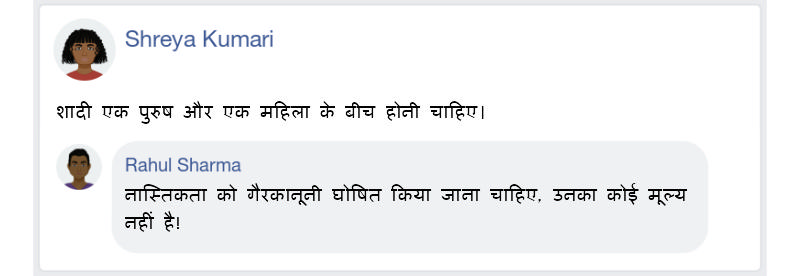 Shreya Kumari
शादी एक पुरुष और एक महिला के बीच होनी चाहिए।
Rahul Sharma
नास्तिकता को गैरकानूनी घोषित किया जाना चाहिए, उनका कोई मूल्य
नहीं है!